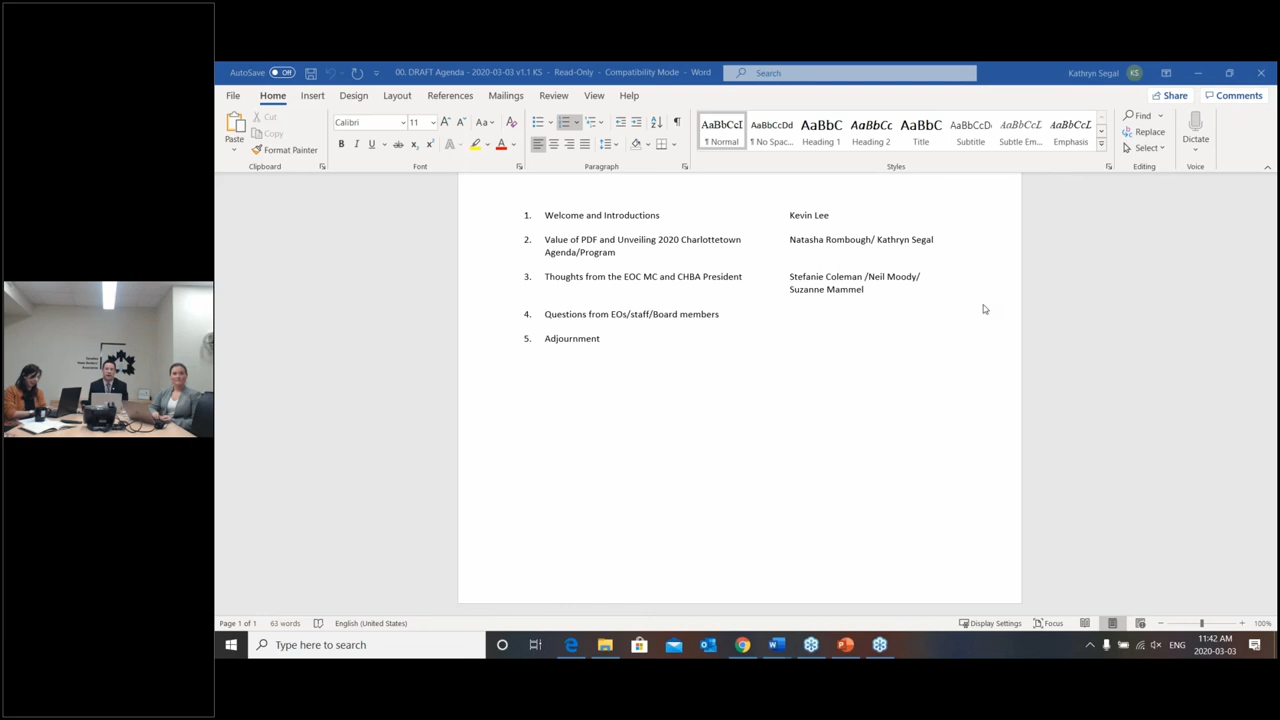 AutoSave Off 00. DRAFT Agenda - 2020-03-03 v1.1 KS - Read-Only - Compatibility Mode - Word Search Kathryn Segal KS
File Home Insert Design Layout References Mailings Review View Help Share Comments
Paste Cut Copy Format Painter
Calibri 11
AaBbCcDd AaBbC AaBbCc AaBbC AaBbCcD AaBbCcL AaBbCcL
¶ Normal ¶ No Spac... Heading 1 Heading 2 Title Subtitle Subtle Em... Emphasis
Find Replace Select Dictate
Clipboard Font Paragraph Styles Editing Voice
1. Welcome and Introductions Kevin Lee
2. Value of PDF and Unveiling 2020 Charlottetown Natasha Rombough/ Kathryn Segal
Agenda/Program
3. Thoughts from the EOC MC and CHBA President Stefanie Coleman /Neil Moody/
Suzanne Mammel
4. Questions from EOs/staff/Board members
5. Adjournment
Page 1 of 1 63 words English (United States) Display Settings Focus 100%
Type here to search ENG 11:42 AM
2020-03-03